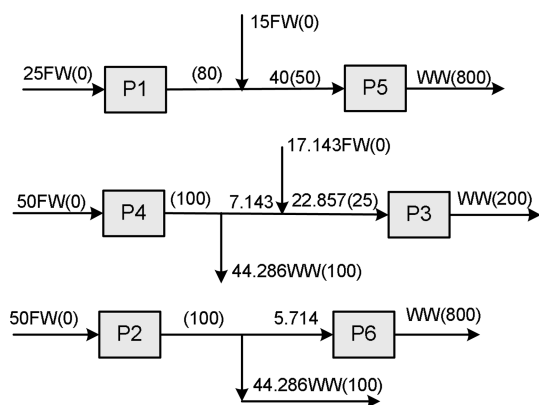 15FW(0)
25FW(0) P1 (80) 40(50) P5 WW(800)
17.143FW(0)
50FW(0) P4 (100) 7.143 22.857(25) P3 WW(200)
44.286WW(100)
50FW(0) P2 (100) 5.714 P6 WW(800)
44.286WW(100)